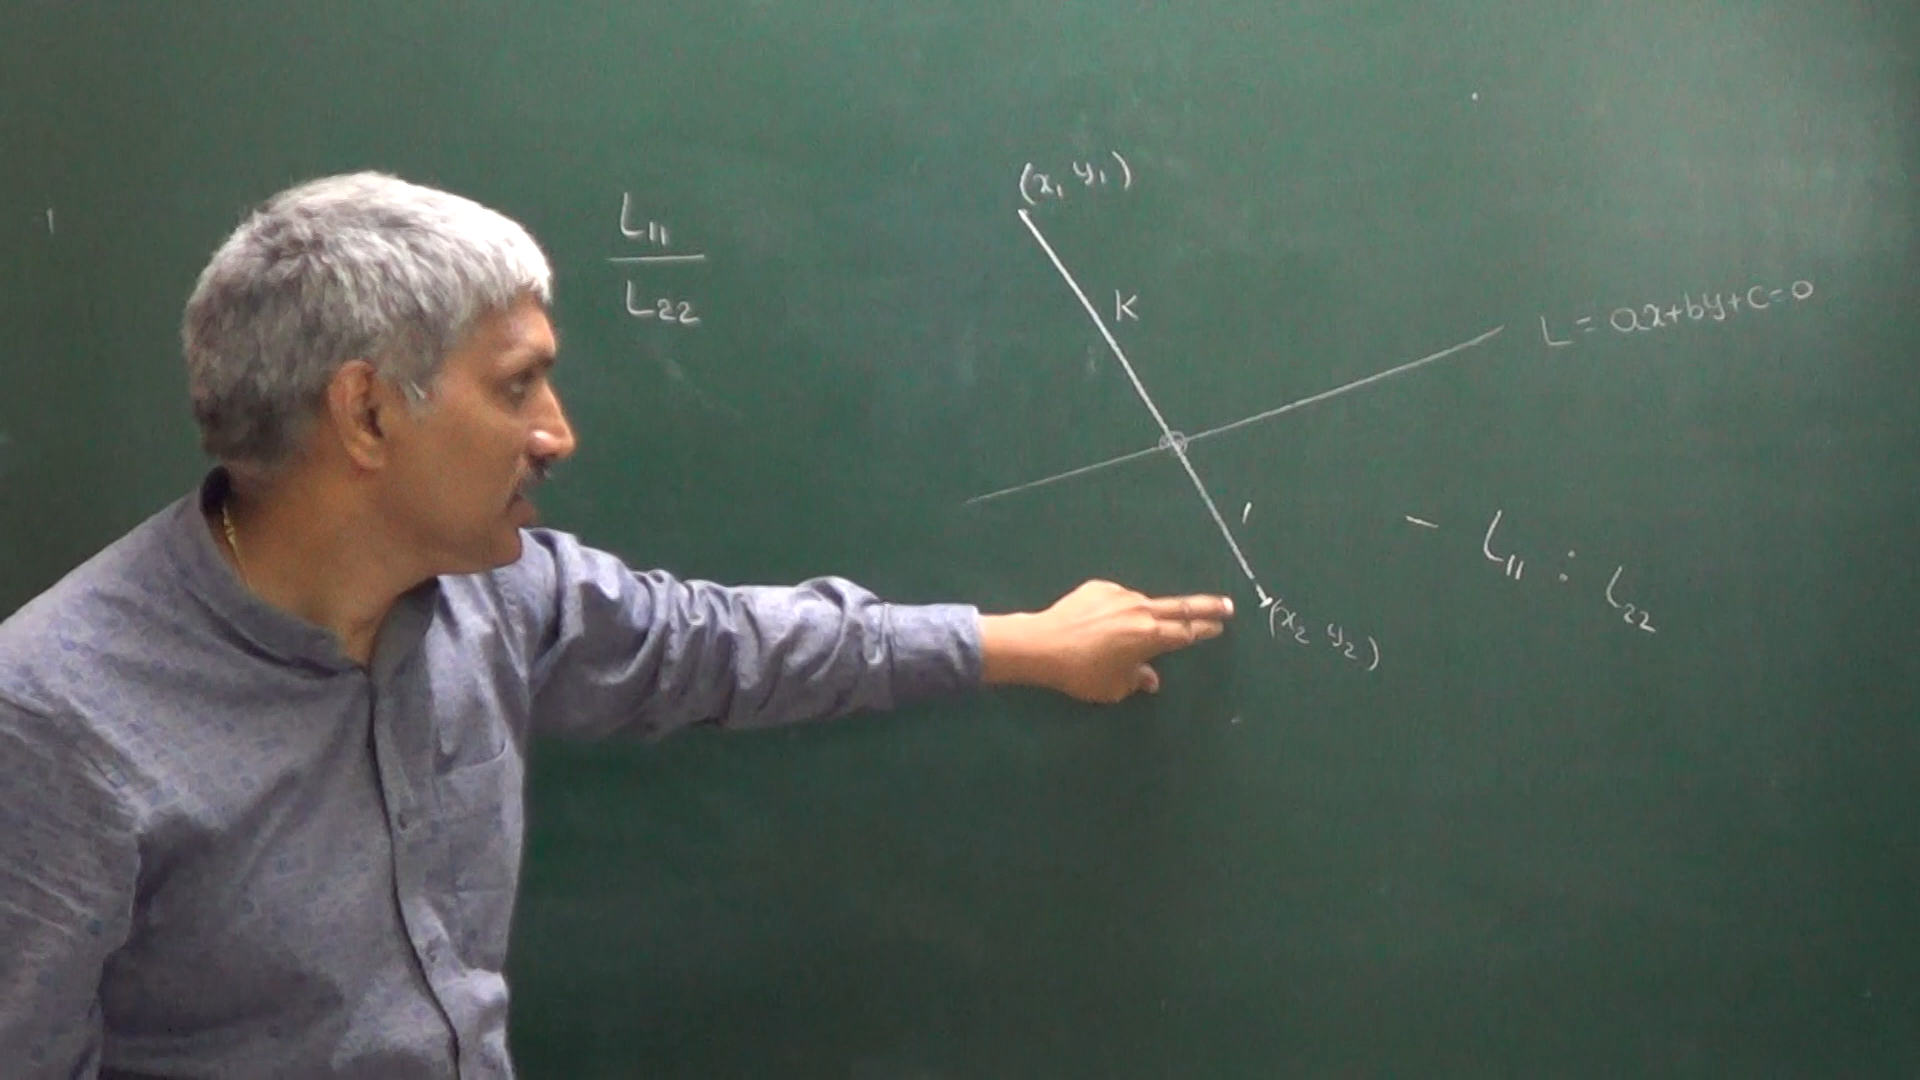 L11
L22
(x1 y1)
K
L = ax+by+c=0
1
- L11 : L22
(x2 y2)